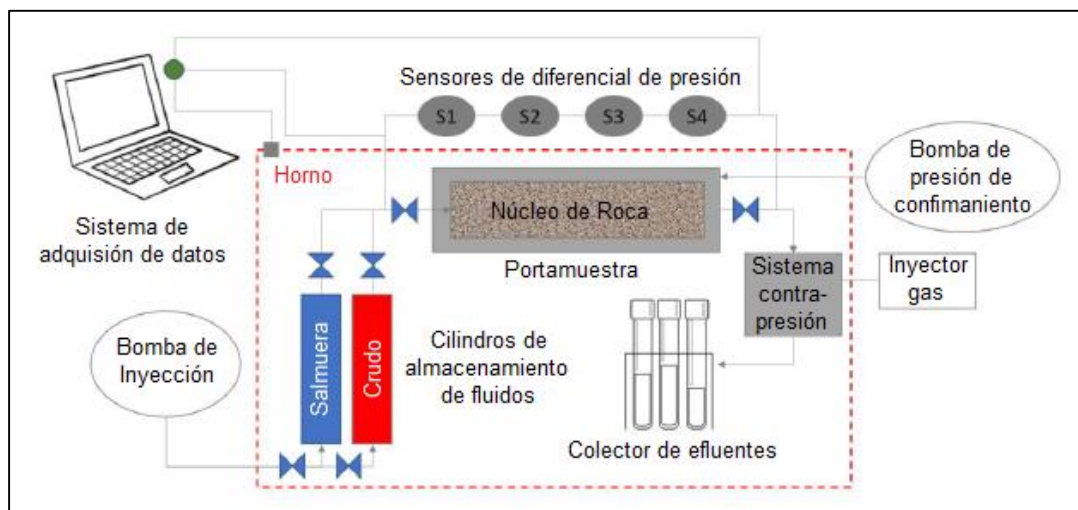 Sensores de diferencial de presión
S1
S2
S3
S4
Horno
Bomba de
presión de
confimaniento
Núcleo de Roca
Sistema de
adquisión de datos
Portamuestra
Sistema
contra-
presión
Inyector
gas
Bomba de
Inyección
Salmuera
Crudo
Cilindros de
almacenamiento
de fluidos
Colector de efluentes